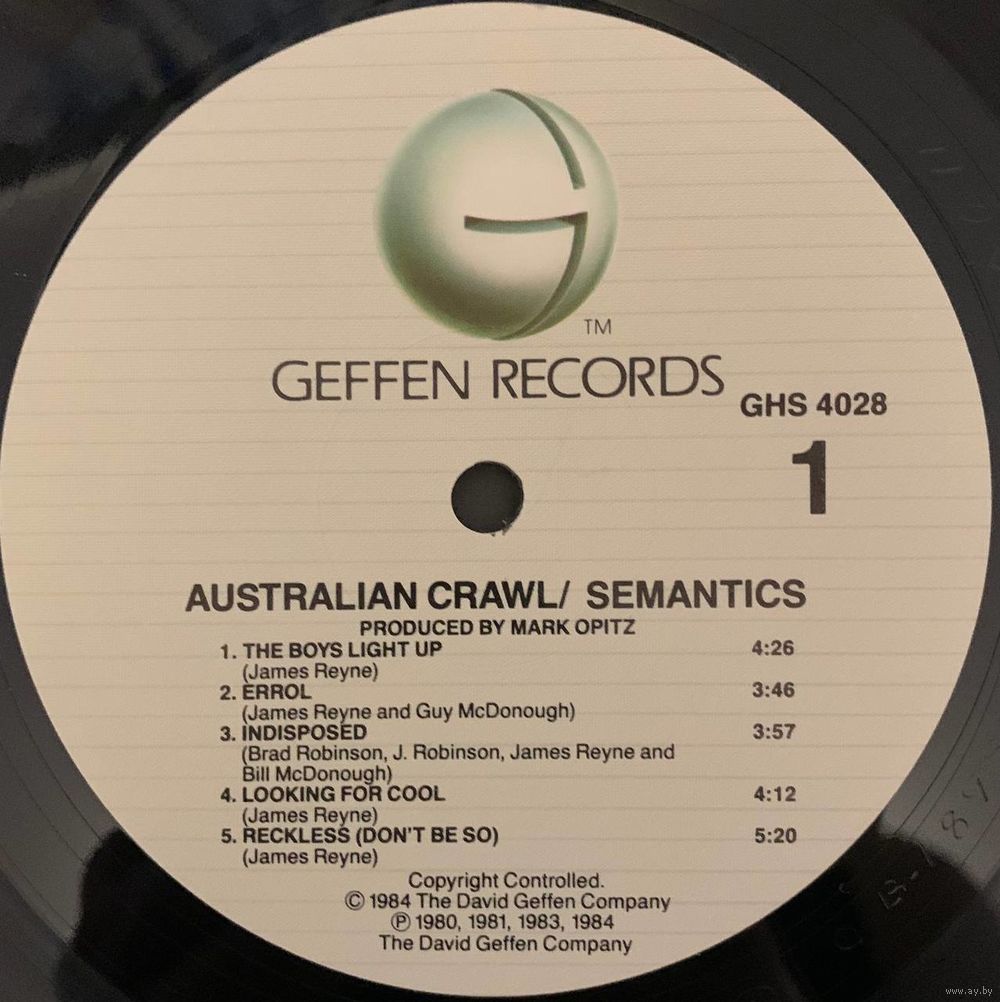 TM
GEFFEN RECORDS
GHS 4028
1
AUSTRALIAN CRAWL/ SEMANTICS
PRODUCED BY MARK OPITZ
1. THE BOYS LIGHT UP 4:26
(James Reyne)
2. ERROL 3:46
(James Reyne and Guy McDonough)
3. INDISPOSED 3:57
(Brad Robinson, J. Robinson, James Reyne and
Bill McDonough)
4. LOOKING FOR COOL 4:12
(James Reyne)
5. RECKLESS (DON'T BE SO) 5:20
(James Reyne)
Copyright Controlled.
© 1984 The David Geffen Company
℗ 1980, 1981, 1983, 1984
The David Geffen Company
www.ay.by